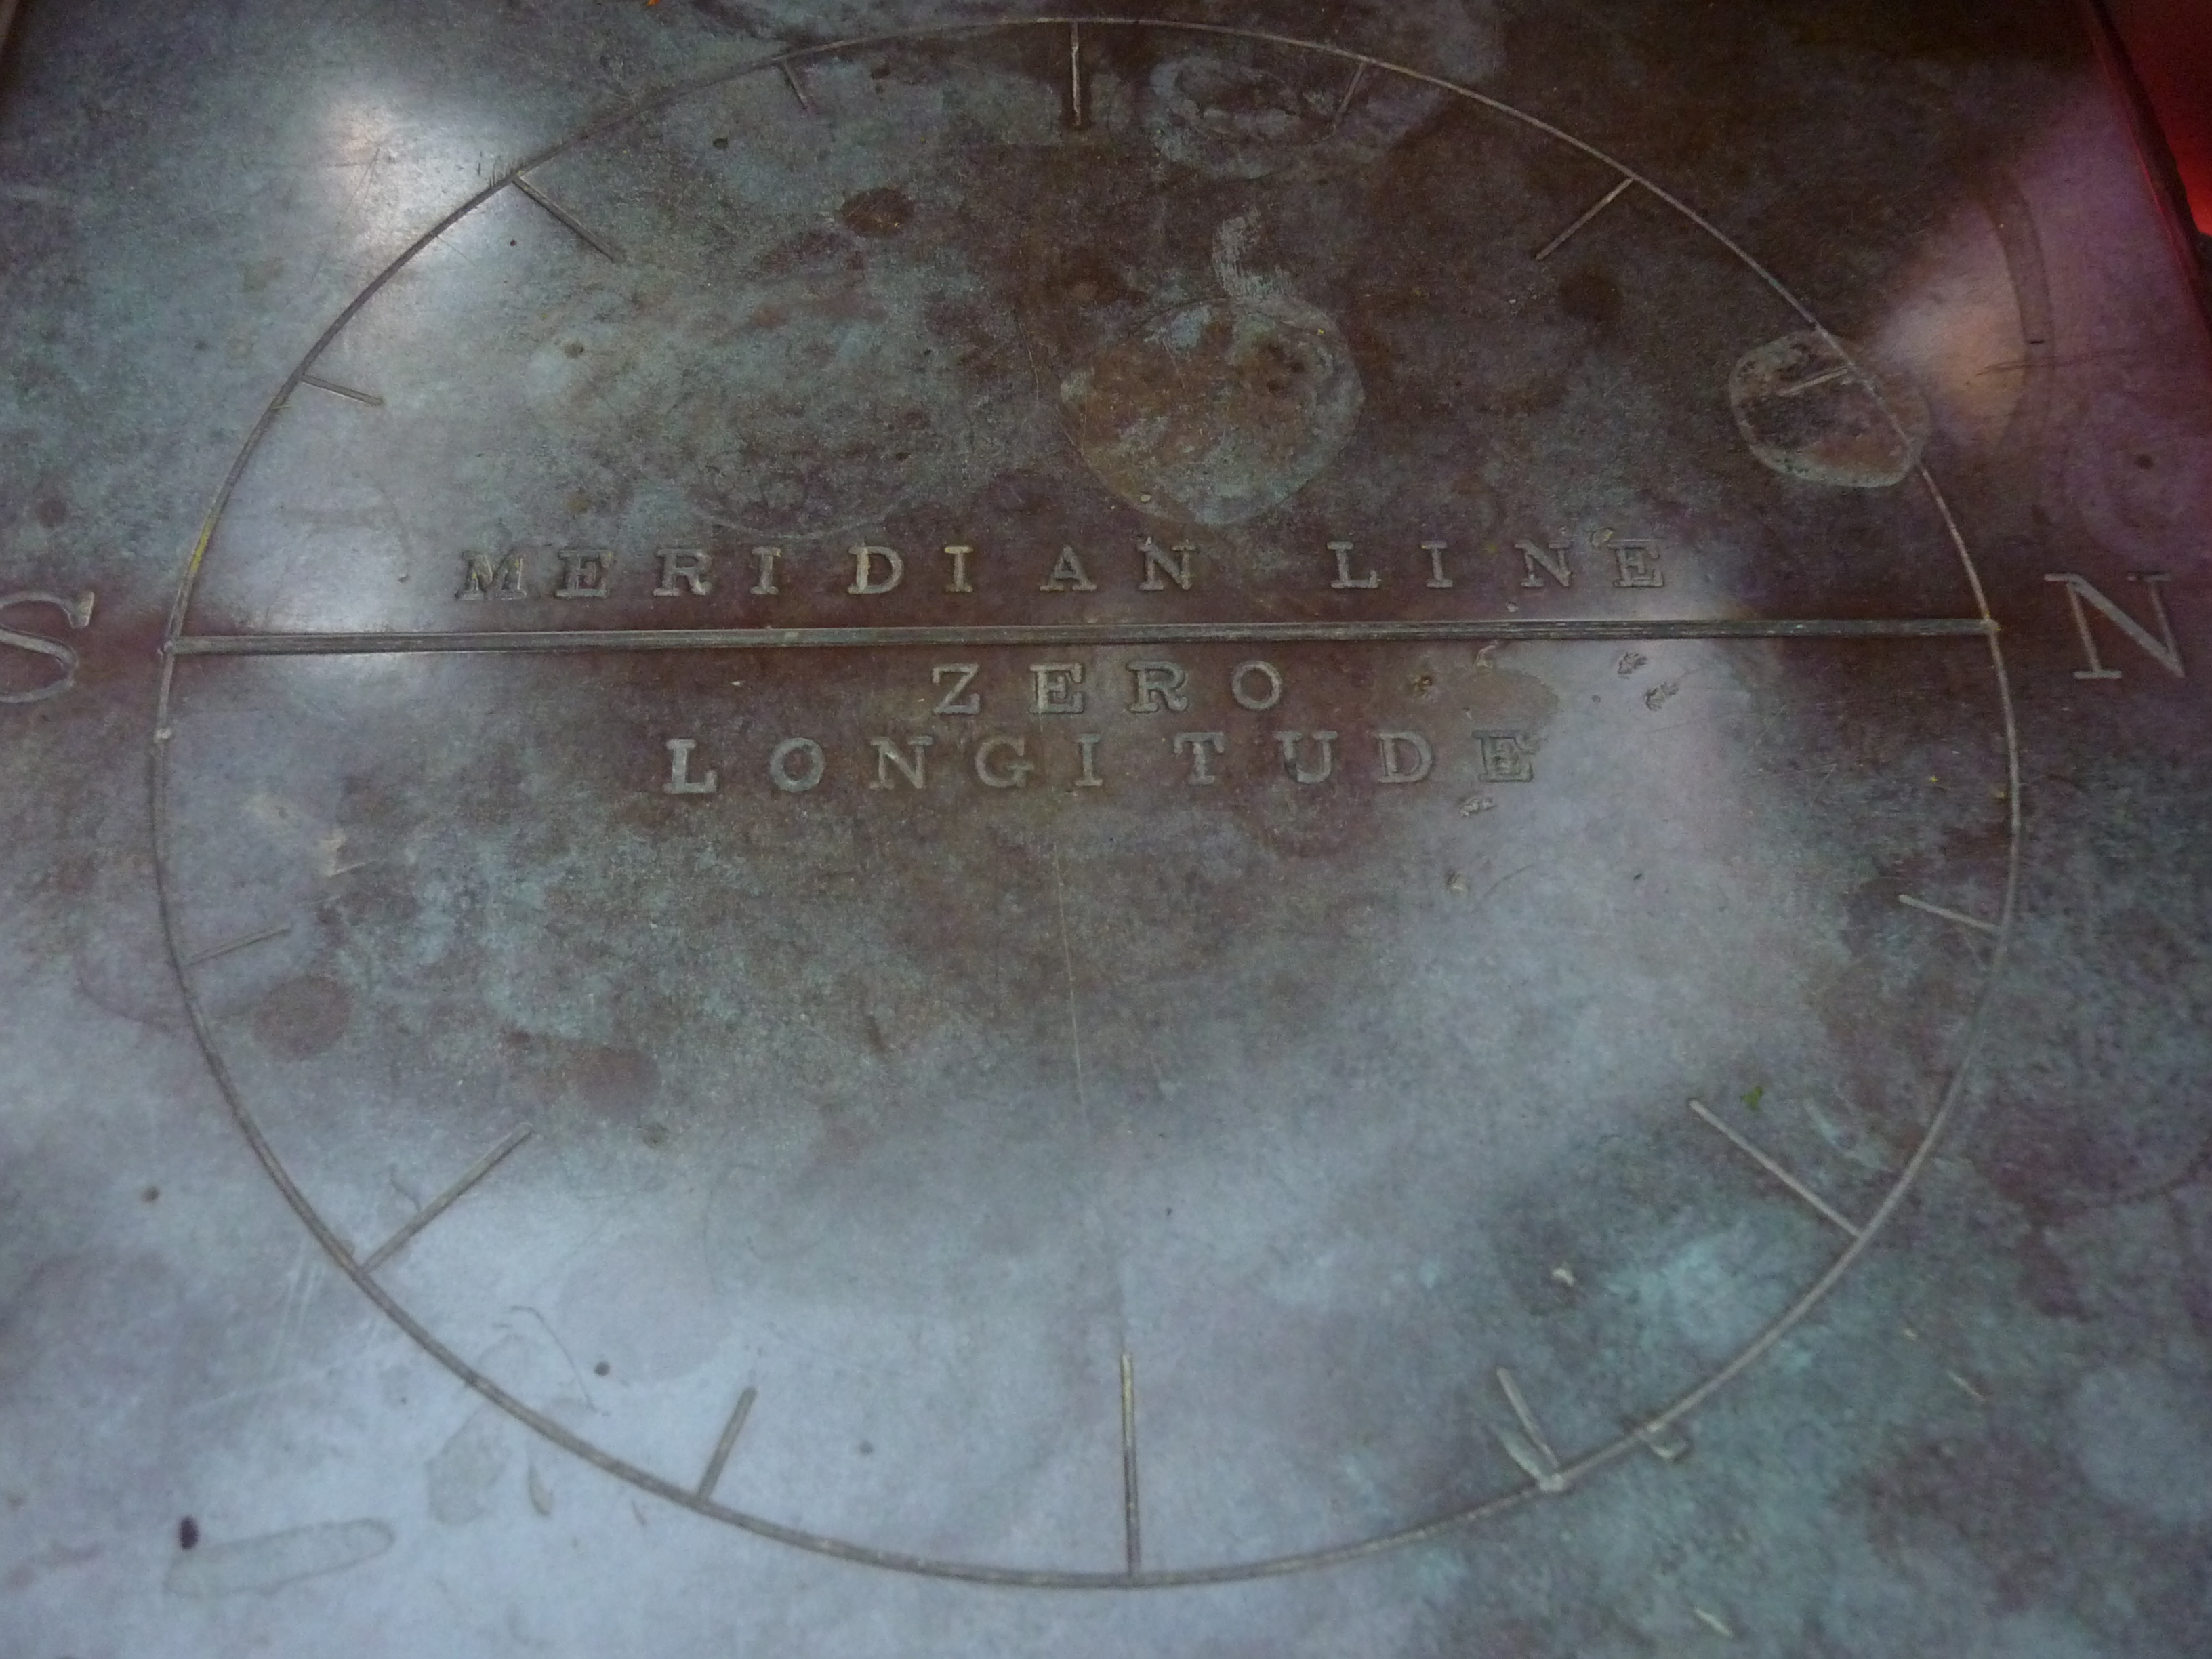 MERIDIAN LINE
S N
ZERO
LONGITUDE